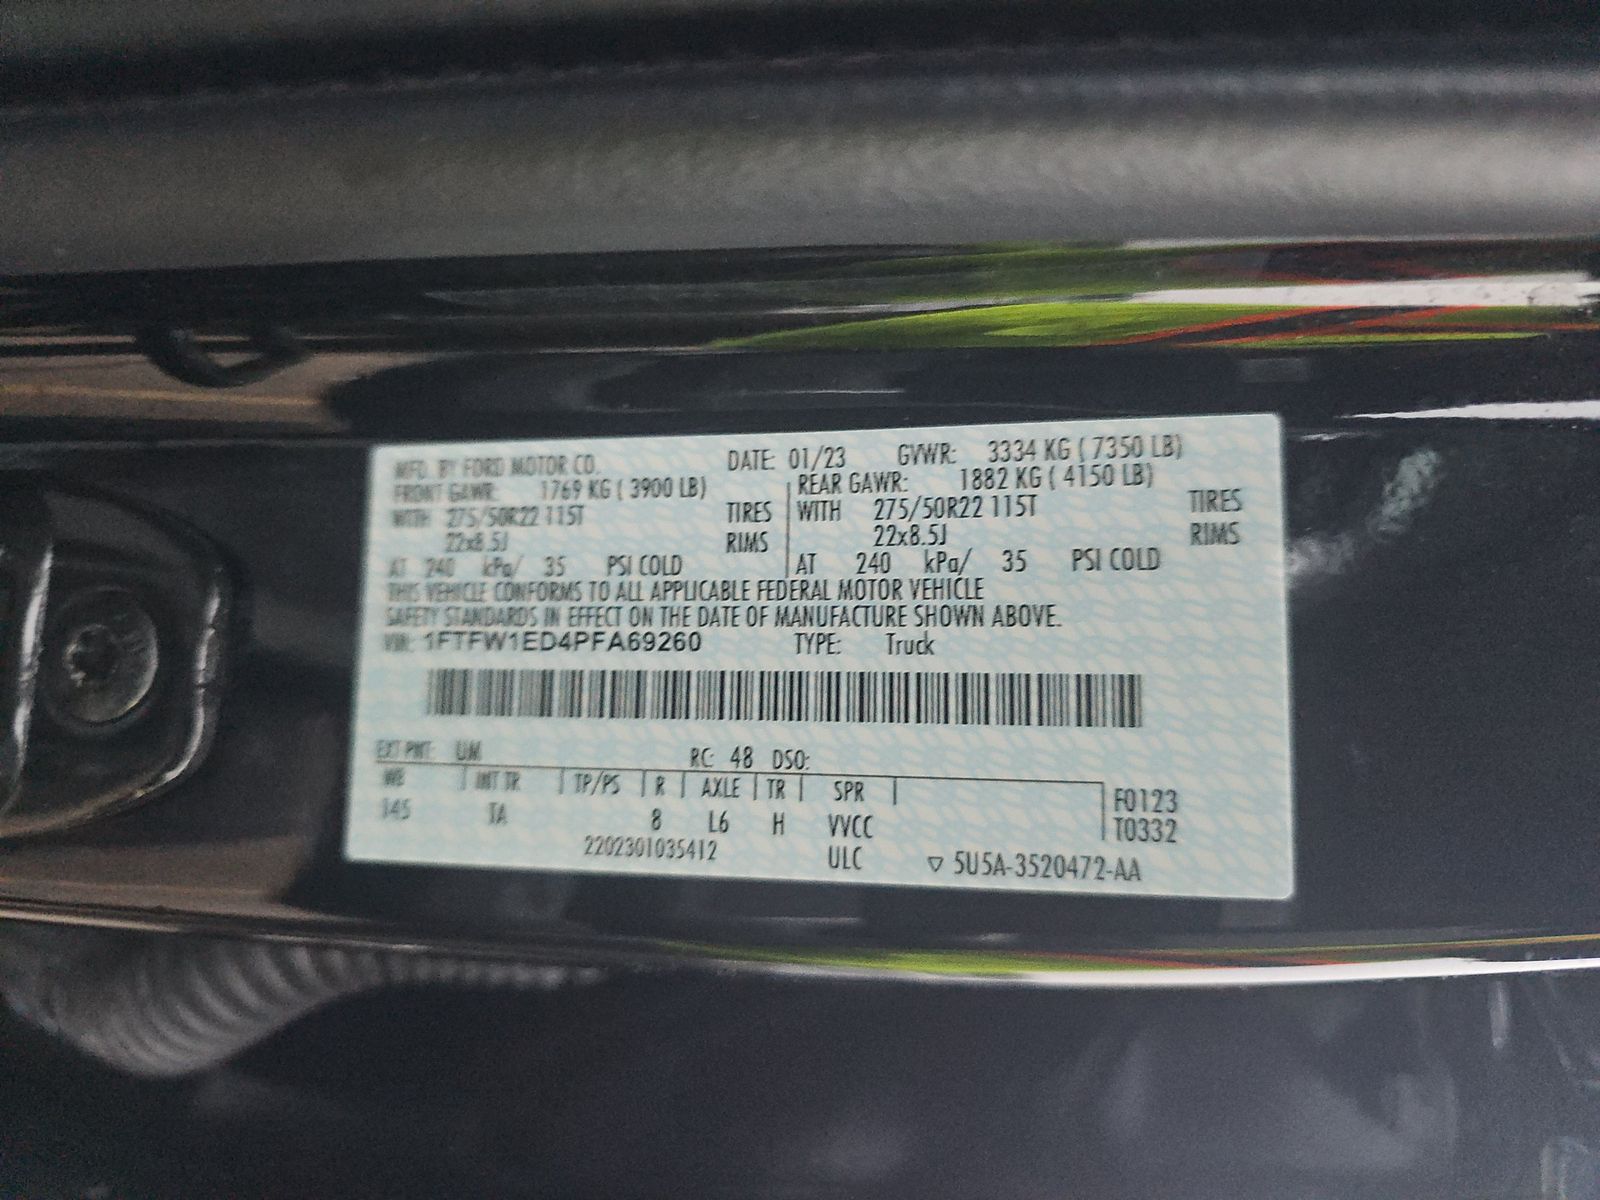 MFD. BY FORD MOTOR CO. DATE: 01/23 GVWR: 3334 KG ( 7350 LB)
FRONT GAWR: 1769 KG ( 3900 LB) REAR GAWR: 1882 KG ( 4150 LB)
WITH 275/50R22 115T TIRES WITH 275/50R22 115T TIRES
22x8.5J RIMS 22x8.5J RIMS
AT 240 kPa/ 35 PSI COLD AT 240 kPa/ 35 PSI COLD
THIS VEHICLE CONFORMS TO ALL APPLICABLE FEDERAL MOTOR VEHICLE
SAFETY STANDARDS IN EFFECT ON THE DATE OF MANUFACTURE SHOWN ABOVE.
VIN: 1FTFW1ED4PFA69260 TYPE: Truck
EXT PNT: UM RC: 48 DSO:
WB INT TR TP/PS R AXLE TR SPR F0123
145 TA 8 L6 H VVCC T0332
2202301035412 ULC ▽ 5U5A-3520472-AA